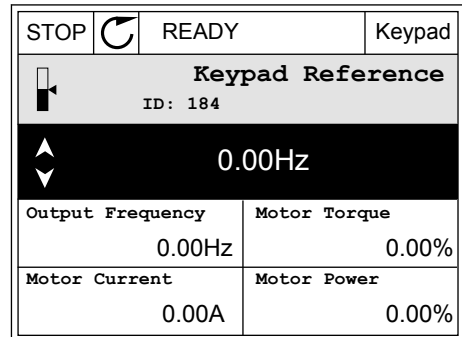 STOP READY Keypad
Keypad Reference
ID: 184
0.00Hz
Output Frequency Motor Torque
0.00Hz 0.00%
Motor Current Motor Power
0.00A 0.00%